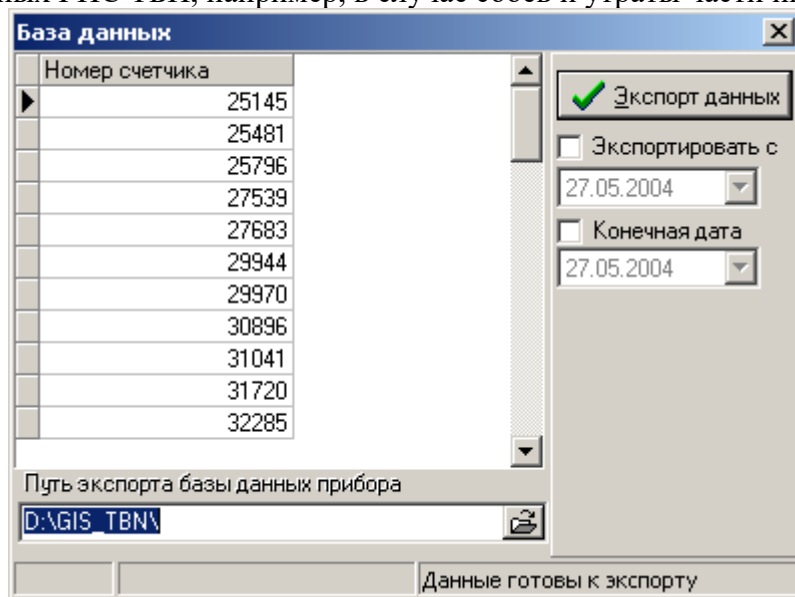 База данных
Номер счетчика
25145
25481
25796
27539
27683
29944
29970
30896
31041
31720
32285
Экспорт данных
Экспортировать с
27.05.2004
Конечная дата
27.05.2004
Путь экспорта базы данных прибора
D:\GIS_TBN\
Данные готовы к экспорту